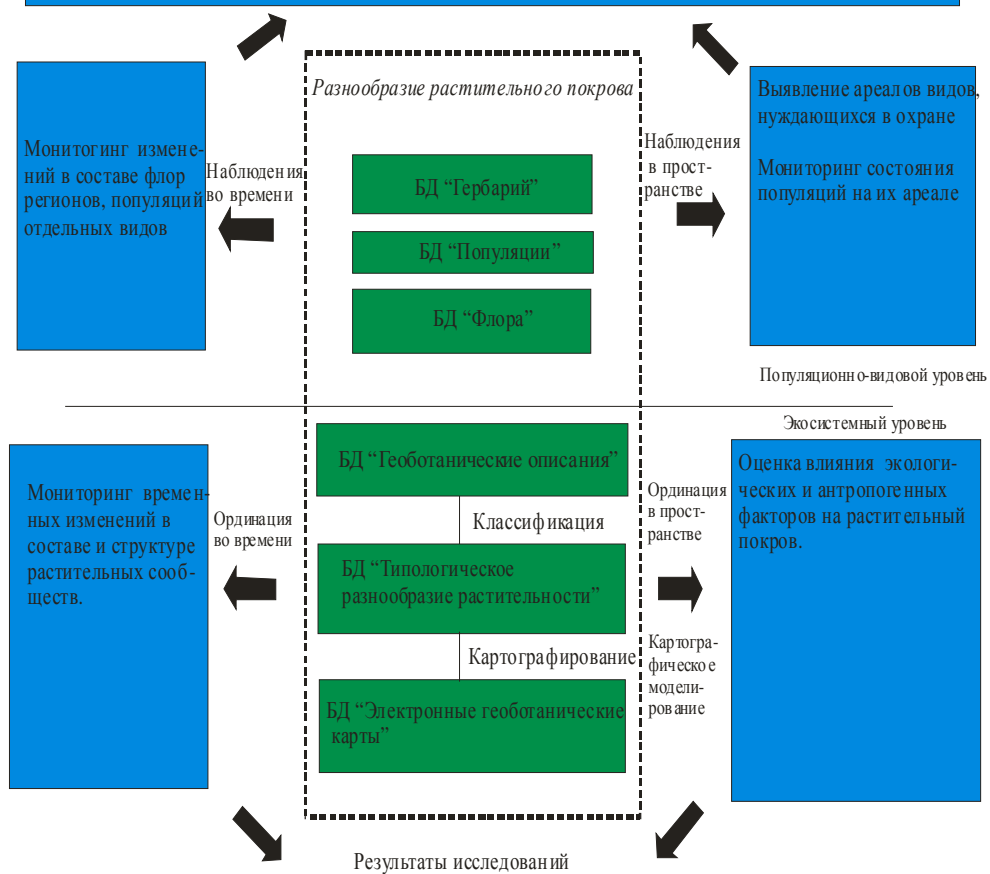 Разнообразие растительного покрова
Монитогинг измене-
ний в составе флор
регионов, популяций
отдельных видов
Наблюдения
во времени
БД “Гербарий”
БД “Популяции”
БД “Флора”
Наблюдения
в прост-
ранстве
Выявление ареалов видов,
нуждающихся в охране
Мониторинг состояния
популяций на их ареале
Популяционно-видовой уровень
Экосистемный уровень
Мониторинг времен-
ных изменений в
составе и структуре
растительных сооб-
ществ.
Ординация
во времени
БД “Геоботанические описания”
Классификация
БД “Типологическое
разнообразие растительности”
Картографирование
БД “Электронные геоботанические
карты”
Ординация
в прост-
ранстве
Картогра-
фическое
модели-
рование
Оценка влияния экологи-
ческих и антропогенных
факторов на растительный
покров.
Результаты исследований